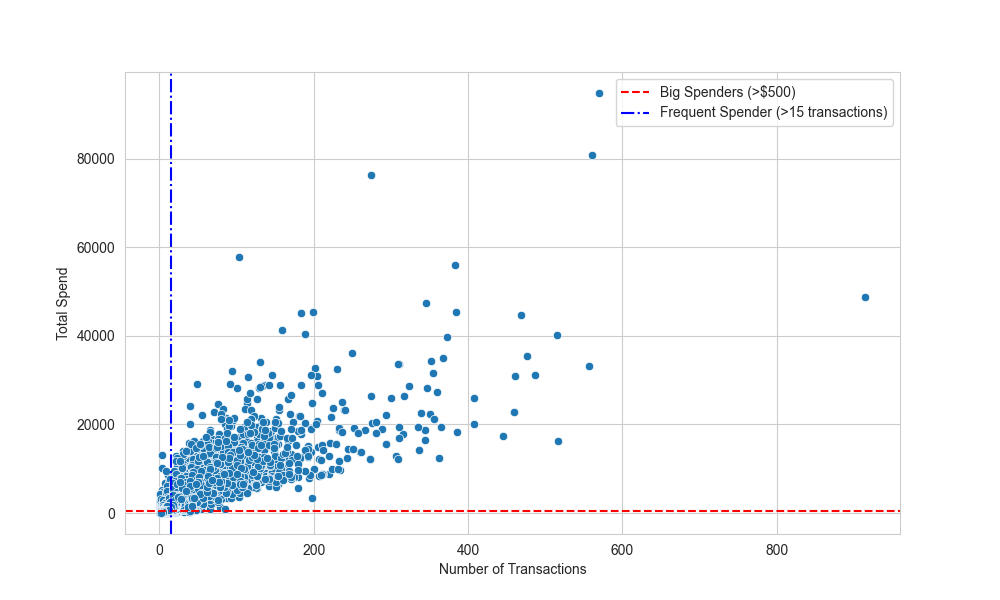 Big Spenders (>$500)
Frequent Spender (>15 transactions)
80000
60000
40000
20000
0
Total Spend
0 200 400 600 800
Number of Transactions